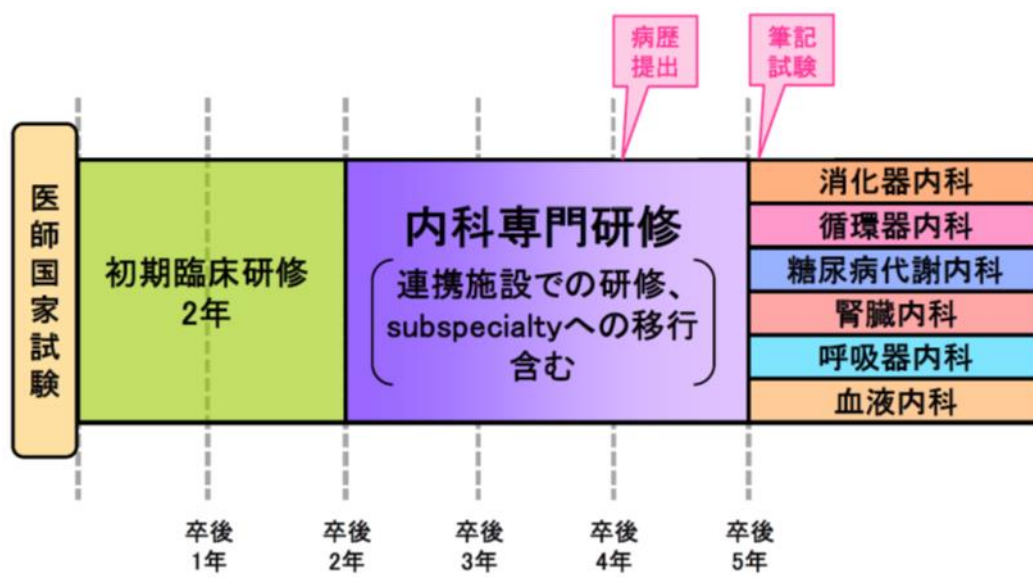 病歴
提出
筆記
試験
医師国家試験
初期臨床研修
2年
内科専門研修
連携施設での研修、
subspecialtyへの移行
含む
消化器内科
循環器内科
糖尿病代謝内科
腎臓内科
呼吸器内科
血液内科
卒後
1年
卒後
2年
卒後
3年
卒後
4年
卒後
5年